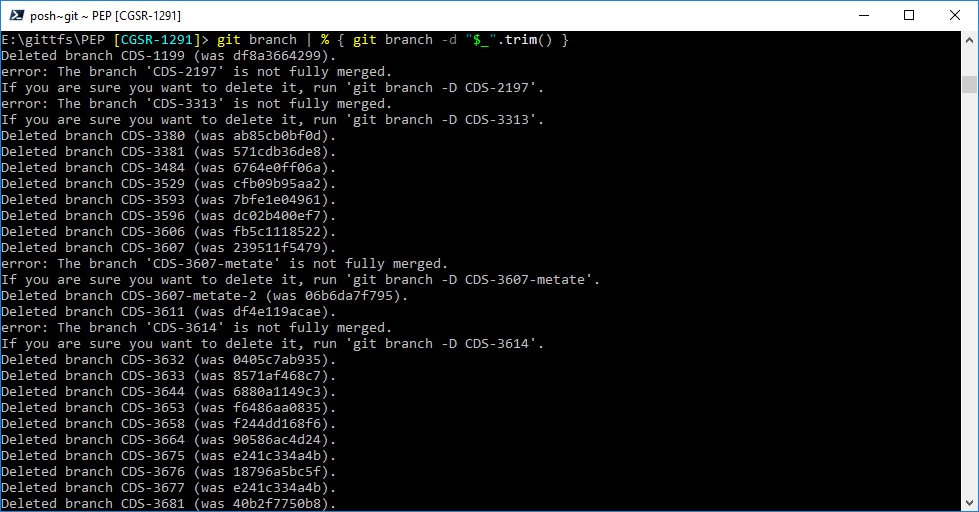 posh~git ~ PEP [CGSR-1291]
E:\gittfs\PEP [CGSR-1291]> git branch | % { git branch -d "$_".trim() }
Deleted branch CDS-1199 (was df8a3664299).
error: The branch 'CDS-2197' is not fully merged.
If you are sure you want to delete it, run 'git branch -D CDS-2197'.
error: The branch 'CDS-3313' is not fully merged.
If you are sure you want to delete it, run 'git branch -D CDS-3313'.
Deleted branch CDS-3380 (was ab85cb0bf0d).
Deleted branch CDS-3381 (was 571cdb36de8).
Deleted branch CDS-3484 (was 6764e0ff06a).
Deleted branch CDS-3529 (was cfb09b95aa2).
Deleted branch CDS-3593 (was 7bfe1e04961).
Deleted branch CDS-3596 (was dc02b400ef7).
Deleted branch CDS-3606 (was fb5c1118522).
Deleted branch CDS-3607 (was 239511f5479).
error: The branch 'CDS-3607-metate' is not fully merged.
If you are sure you want to delete it, run 'git branch -D CDS-3607-metate'.
Deleted branch CDS-3607-metate-2 (was 06b6da7f795).
Deleted branch CDS-3611 (was df4e119acae).
error: The branch 'CDS-3614' is not fully merged.
If you are sure you want to delete it, run 'git branch -D CDS-3614'.
Deleted branch CDS-3632 (was 0405c7ab935).
Deleted branch CDS-3633 (was 8571af468c7).
Deleted branch CDS-3644 (was 6880a1149c3).
Deleted branch CDS-3653 (was f6486aa0835).
Deleted branch CDS-3658 (was f244dd168f6).
Deleted branch CDS-3664 (was 90586ac4d24).
Deleted branch CDS-3675 (was e241c334a4b).
Deleted branch CDS-3676 (was 18796a5bc5f).
Deleted branch CDS-3677 (was e241c334a4b).
Deleted branch CDS-3681 (was 40b2f7750b8).